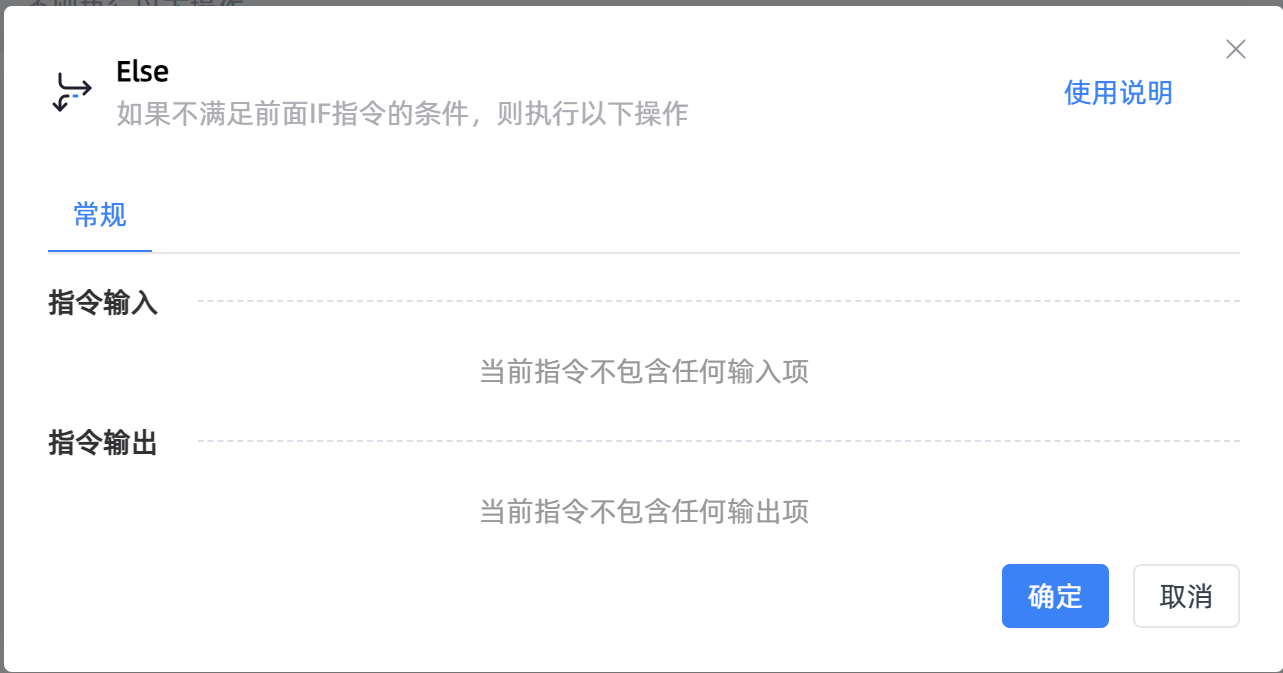 Else
如果不满足前面IF指令的条件，则执行以下操作
使用说明
常规
指令输入
当前指令不包含任何输入项
指令输出
当前指令不包含任何输出项
确定
取消